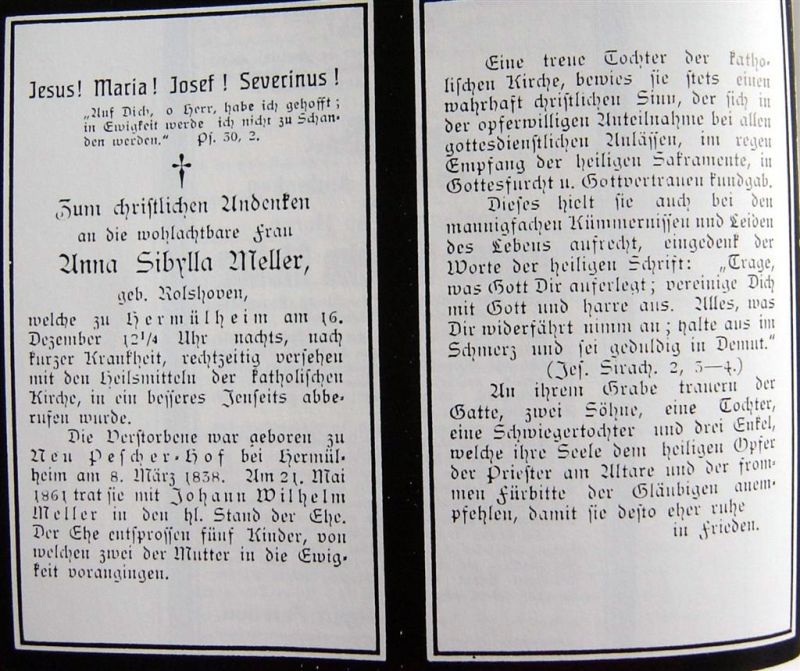 Jesus! Maria! Josef! Severinus!
„Auf Dich, o Herr, habe ich gehofft;
in Ewigkeit werde ich nicht zu Schan-
den werden.“ Ps. 30, 2.
†
Zum christlichen Andenken
an die wohlachtbare Frau
Anna Sibylla Meller,
geb. Rolshoven,
welche zu Hermülheim am 16.
Dezember 12¼ Uhr nachts, nach
kurzer Krankheit, rechtzeitig versehen
mit den Heilsmitteln der katholischen
Kirche, in ein besseres Jenseits abbe-
rufen wurde.
Die Verstorbene war geboren zu
Neu Pescher-Hof bei Hermül-
heim am 8. März 1838. Am 21. Mai
1861 trat sie mit Johann Wilhelm
Meller in den hl. Stand der Ehe.
Der Ehe entsprossen fünf Kinder, von
welchen zwei der Mutter in die Ewig-
keit vorangingen.
Eine treue Tochter der katho-
lischen Kirche, bewies sie stets einen
wahrhaft christlichen Sinn, der sich in
der opferwilligen Anteilnahme bei allen
gottesdienstlichen Anlässen, im regen
Empfang der heiligen Sakramente, in
Gottesfurcht u. Gottvertrauen kundgab.
Dieses hielt sie auch bei den
mannigfachen Kümmernissen und Leiden
des Lebens aufrecht, eingedenk der
Worte der heiligen Schrift: „Trage,
was Gott Dir auferlegt; vereinige Dich
mit Gott und harre aus. Alles, was
Dir widerfährt nimm an; halte aus im
Schmerz und sei geduldig in Demut.“
(Jes. Sirach. 2, 3—4.)
An ihrem Grabe trauern der
Gatte, zwei Söhne, eine Tochter,
eine Schwiegertochter und drei Enkel,
welche ihre Seele dem heiligen Opfer
der Priester am Altare und der from-
men Fürbitte der Gläubigen anem-
pfehlen, damit sie desto eher ruhe
in Frieden.